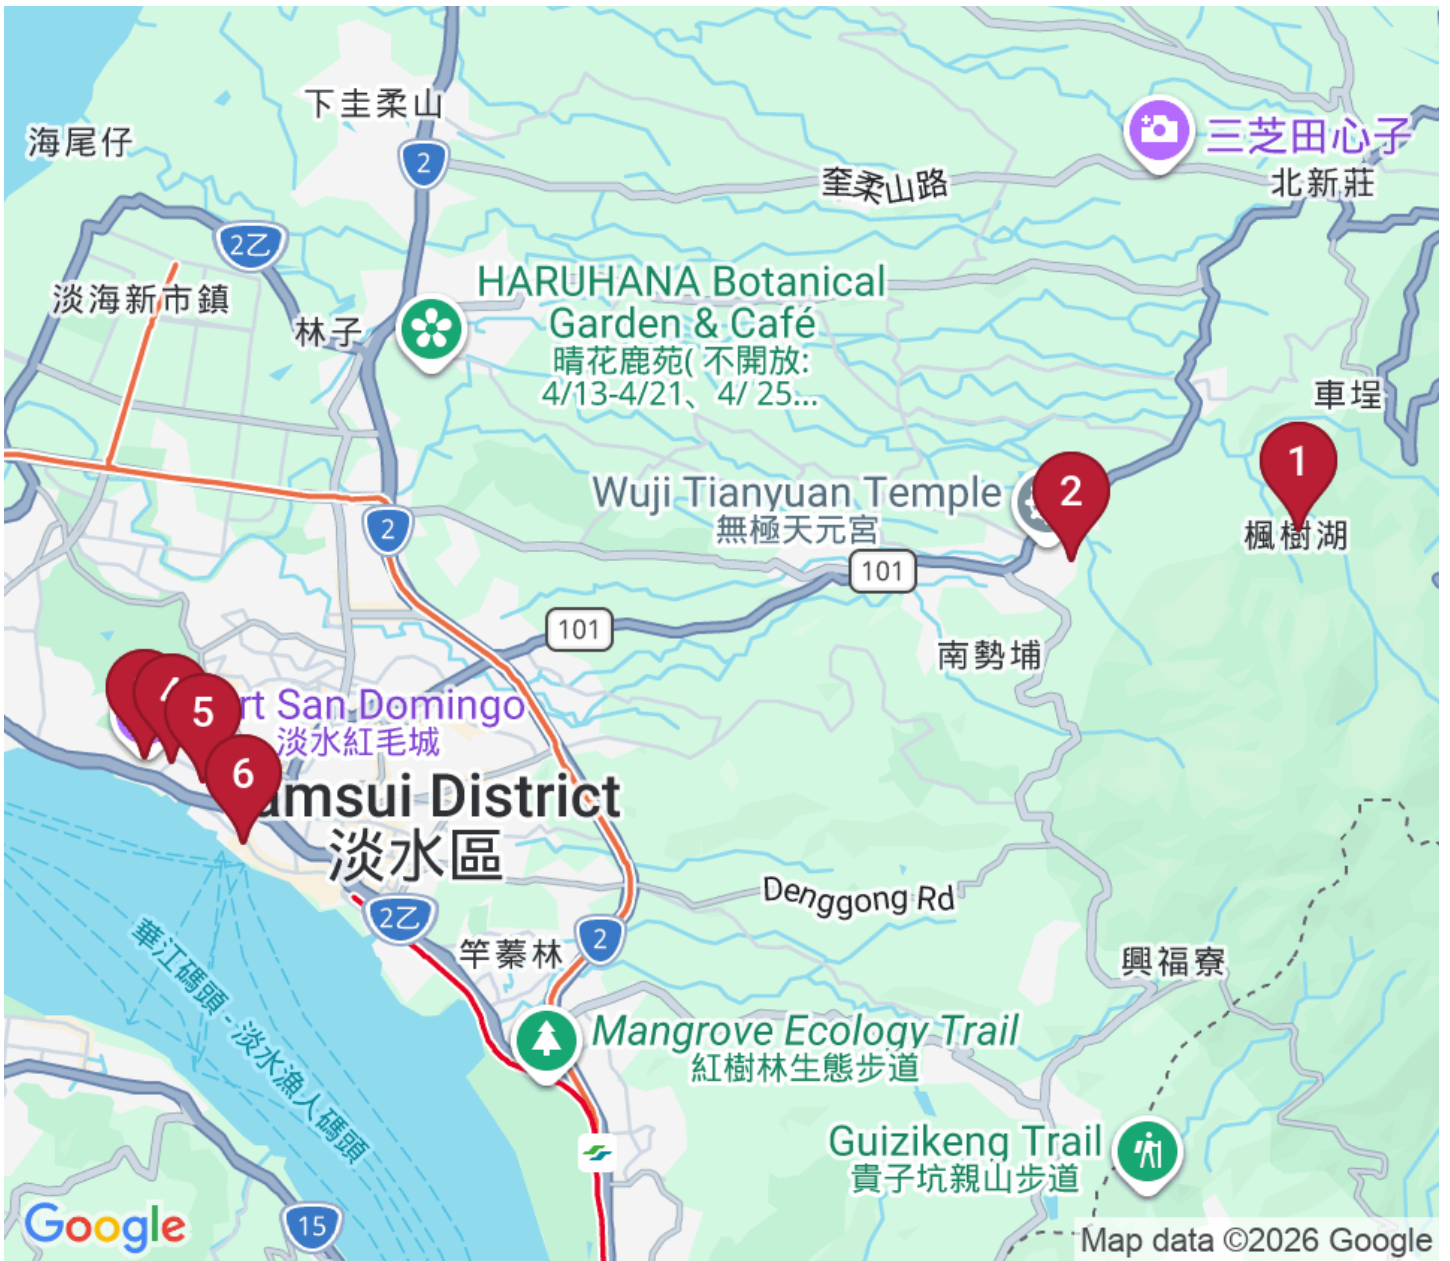 下圭柔山
海尾仔
2
三芝田心子
奎柔山路
北新莊
2乙
HARUHANA Botanical
Garden & Café
晴花鹿苑( 不開放:
4/13-4/21、4/ 25...
淡海新市鎮
林子
車埕
1
2
Wuji Tianyuan Temple
無極天元宮
楓樹湖
2
101
101
南勢埔
5
rt San Domingo
淡水紅毛城
6
amsui District
淡水區
Denggong Rd
2乙
2
竿蓁林
興福寮
華江碼頭 - 淡水漁人碼頭
Mangrove Ecology Trail
紅樹林生態步道
Guizikeng Trail
貴子坑親山步道
15
Google
Map data ©2026 Google